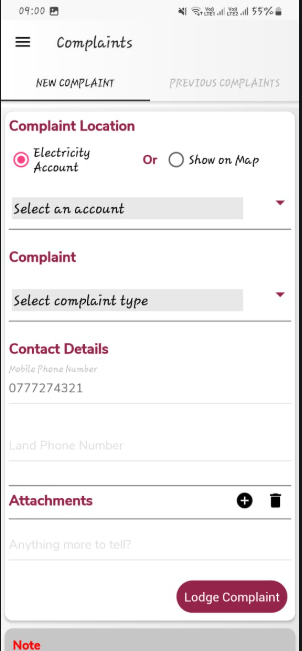 09:00 55%
Complaints
NEW COMPLAINT PREVIOUS COMPLAINTS
Complaint Location
Electricity Account Or Show on Map
Select an account
Complaint
Select complaint type
Contact Details
Mobile Phone Number
0777274321
Land Phone Number
Attachments
Anything more to tell?
Lodge Complaint
Note